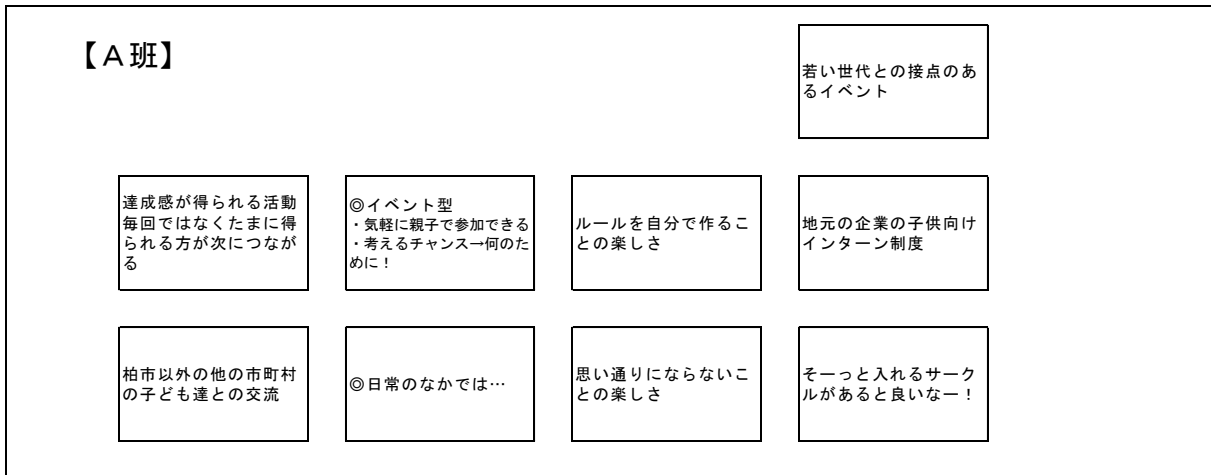 【A班】
若い世代との接点のあ
るイベント
達成感が得られる活動
毎回ではなくたまに得
られる方が次につなが
る
◎イベント型
・気軽に親子で参加できる
・考えるチャンス→何のた
めに！
ルールを自分で作るこ
との楽しさ
地元の企業の子供向け
インターン制度
柏市以外の他の市町村
の子ども達との交流
◎日常のなかでは…
思い通りにならないこ
との楽しさ
そーっと入れるサーク
ルがあると良いなー！